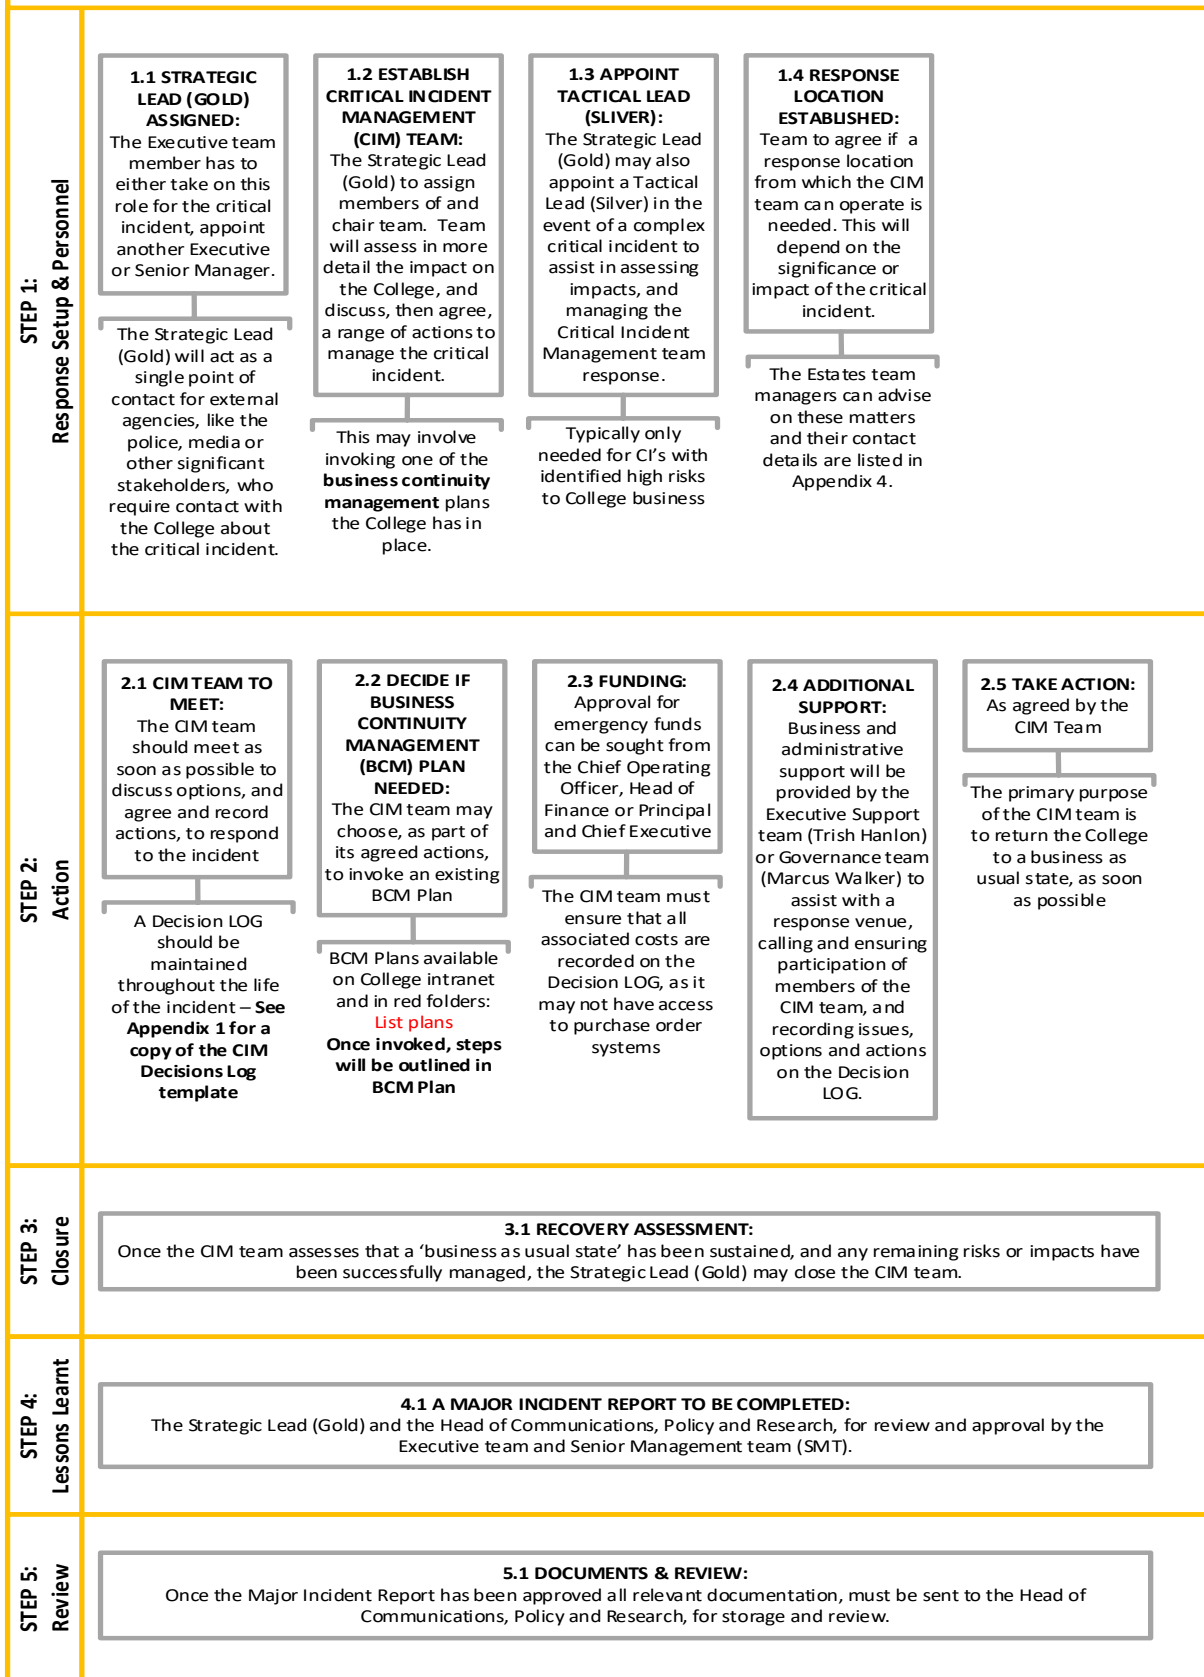 STEP 1:
Response Setup & Personnel
1.1 STRATEGIC
LEAD (GOLD)
ASSIGNED:
The Executive team
member has to
either take on this
role for the critical
incident, appoint
another Executive
or Senior Manager.
The Strategic Lead
(Gold) will act as a
single point of
contact for external
agencies, like the
police, media or
other significant
stakeholders, who
require contact with
the College about
the critical incident.
1.2 ESTABLISH
CRITICAL INCIDENT
MANAGEMENT
(CIM) TEAM:
The Strategic Lead
(Gold) to assign
members of and
chair team. Team
will assess in more
detail the impact on
the College, and
discuss, then agree,
a range of actions to
manage the critical
incident.
This may involve
invoking one of the
business continuity
management plans
the College has in
place.
1.3 APPOINT
TACTICAL LEAD
(SLIVER):
The Strategic Lead
(Gold) may also
appoint a Tactical
Lead (Silver) in the
event of a complex
critical incident to
assist in assessing
impacts, and
managing the
Critical Incident
Management team
response.
Typically only
needed for CI's with
identified high risks
to College business
1.4 RESPONSE
LOCATION
ESTABLISHED:
Team to agree if a
response location
from which the CIM
team can operate is
needed. This will
depend on the
significance or
impact of the critical
incident.
The Estates team
managers can advise
on these matters
and their contact
details are listed in
Appendix 4.
STEP 2:
Action
2.1 CIM TEAM TO
MEET:
The CIM team
should meet as
soon as possible to
discuss options, and
agree and record
actions, to respond
to the incident
A Decision LOG
should be
maintained
throughout the life
of the incident – See
Appendix 1 for a
copy of the CIM
Decisions Log
template
2.2 DECIDE IF
BUSINESS
CONTINUITY
MANAGEMENT
(BCM) PLAN
NEEDED:
The CIM team may
choose, as part of
its agreed actions,
to invoke an existing
BCM Plan
BCM Plans available
on College intranet
and in red folders:
List plans
Once invoked, steps
will be outlined in
BCM Plan
2.3 FUNDING:
Approval for
emergency funds
can be sought from
the Chief Operating
Officer, Head of
Finance or Principal
and Chief Executive
The CIM team must
ensure that all
associated costs are
recorded on the
Decision LOG, as it
may not have access
to purchase order
systems
2.4 ADDITIONAL
SUPPORT:
Business and
administrative
support will be
provided by the
Executive Support
team (Trish Hanlon)
or Governance team
(Marcus Walker) to
assist with a
response venue,
calling and ensuring
participation of
members of the
CIM team, and
recording issues,
options and actions
on the Decision
LOG.
2.5 TAKE ACTION:
As agreed by the
CIM Team
The primary purpose
of the CIM team is
to return the College
to a business as
usual state, as soon
as possible
STEP 3:
Closure
3.1 RECOVERY ASSESSMENT:
Once the CIM team assesses that a ‘business as usual state’ has been sustained, and any remaining risks or impacts have
been successfully managed, the Strategic Lead (Gold) may close the CIM team.
STEP 4:
Lessons Learnt
4.1 A MAJOR INCIDENT REPORT TO BE COMPLETED:
The Strategic Lead (Gold) and the Head of Communications, Policy and Research, for review and approval by the
Executive team and Senior Management team (SMT).
STEP 5:
Review
5.1 DOCUMENTS & REVIEW:
Once the Major Incident Report has been approved all relevant documentation, must be sent to the Head of
Communications, Policy and Research, for storage and review.